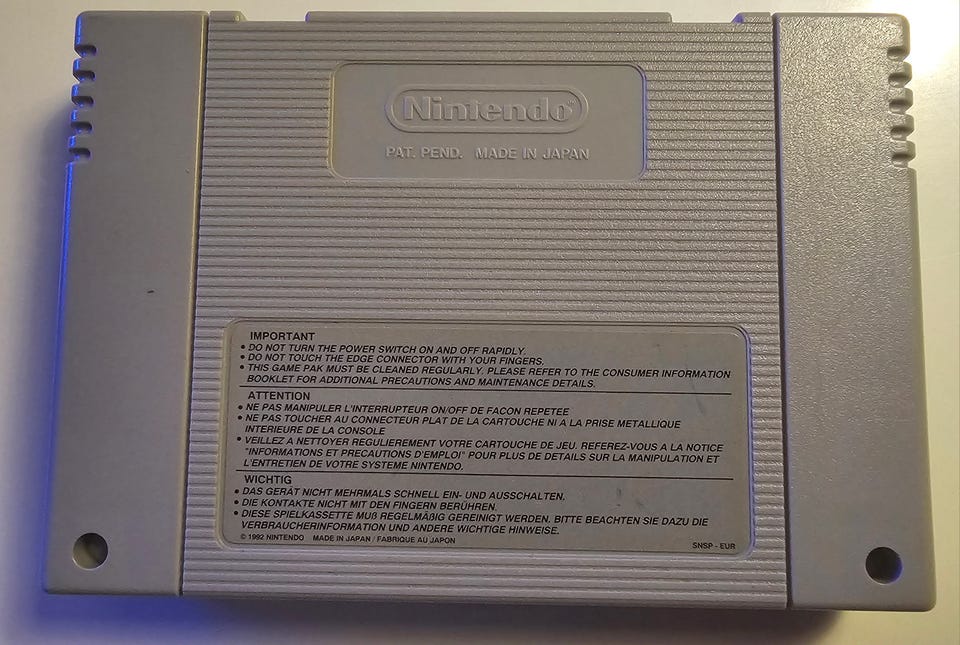 Nintendo
PAT. PEND. MADE IN JAPAN
IMPORTANT
• DO NOT TURN THE POWER SWITCH ON AND OFF RAPIDLY.
• DO NOT TOUCH THE EDGE CONNECTOR WITH YOUR FINGERS.
• THIS GAME PAK MUST BE CLEANED REGULARLY. PLEASE REFER TO THE CONSUMER INFORMATION
BOOKLET FOR ADDITIONAL PRECAUTIONS AND MAINTENANCE DETAILS.
ATTENTION
• NE PAS MANIPULER L'INTERRUPTEUR ON/OFF DE FACON REPETEE
• NE PAS TOUCHER AU CONNECTEUR PLAT DE LA CARTOUCHE NI A LA PRISE METALLIQUE
INTERIEURE DE LA CONSOLE
• VEILLEZ A NETTOYER REGULIEREMENT VOTRE CARTOUCHE DE JEU. REFEREZ-VOUS A LA NOTICE
"INFORMATIONS ET PRECAUTIONS D'EMPLOI" POUR PLUS DE DETAILS SUR LA MANIPULATION ET
L'ENTRETIEN DE VOTRE SYSTEME NINTENDO.
WICHTIG
• DAS GERÄT NICHT MEHRMALS SCHNELL EIN- UND AUSSCHALTEN.
• DIE KONTAKTE NICHT MIT DEN FINGERN BERÜHREN.
• DIESE SPIELKASSETTE MUß REGELMÄßIG GEREINIGT WERDEN. BITTE BEACHTEN SIE DAZU DIE
VERBRAUCHERINFORMATION UND ANDERE WICHTIGE HINWEISE.
© 1992 NINTENDO MADE IN JAPAN / FABRIQUE AU JAPON SNSP - EUR